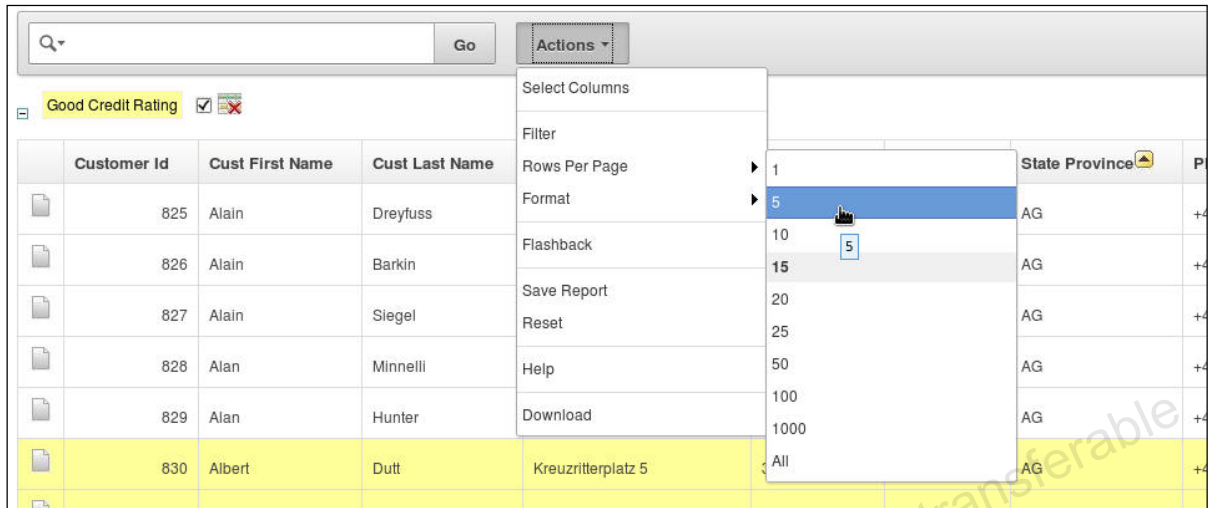 Go Actions
Select Columns
Good Credit Rating
Filter
Customer Id Cust First Name Cust Last Name Rows Per Page 1 State Province
825 Alain Dreyfuss Format 5 AG
10
5
826 Alain Barkin Flashback 15 AG
Save Report 20
827 Alain Siegel Reset 25 AG
828 Alan Minnelli Help 50 AG
100
829 Alan Hunter Download 1000 AG
830 Albert Dutt Kreuzritterplatz 5 All AG
transferable